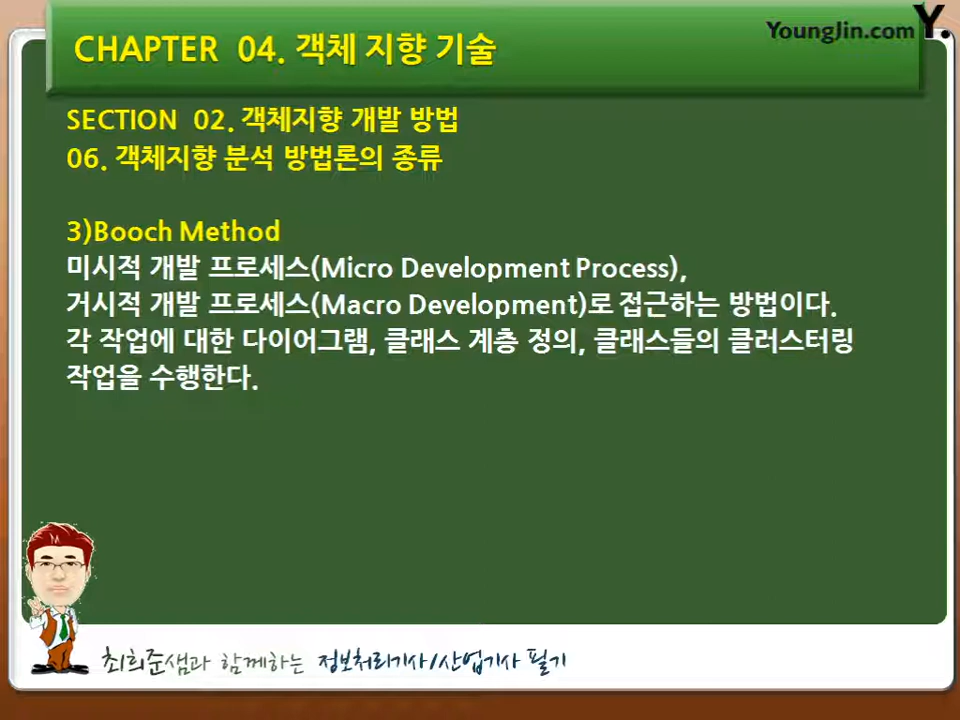 CHAPTER 04. 객체 지향 기술
YoungJin.com Y.
SECTION 02. 객체지향 개발 방법
06. 객체지향 분석 방법론의 종류
3)Booch Method
미시적 개발 프로세스(Micro Development Process),
거시적 개발 프로세스(Macro Development)로 접근하는 방법이다.
각 작업에 대한 다이어그램, 클래스 계층 정의, 클래스들의 클러스터링
작업을 수행한다.
최희준샘과 함께하는 정보처리기사/산업기사 필기